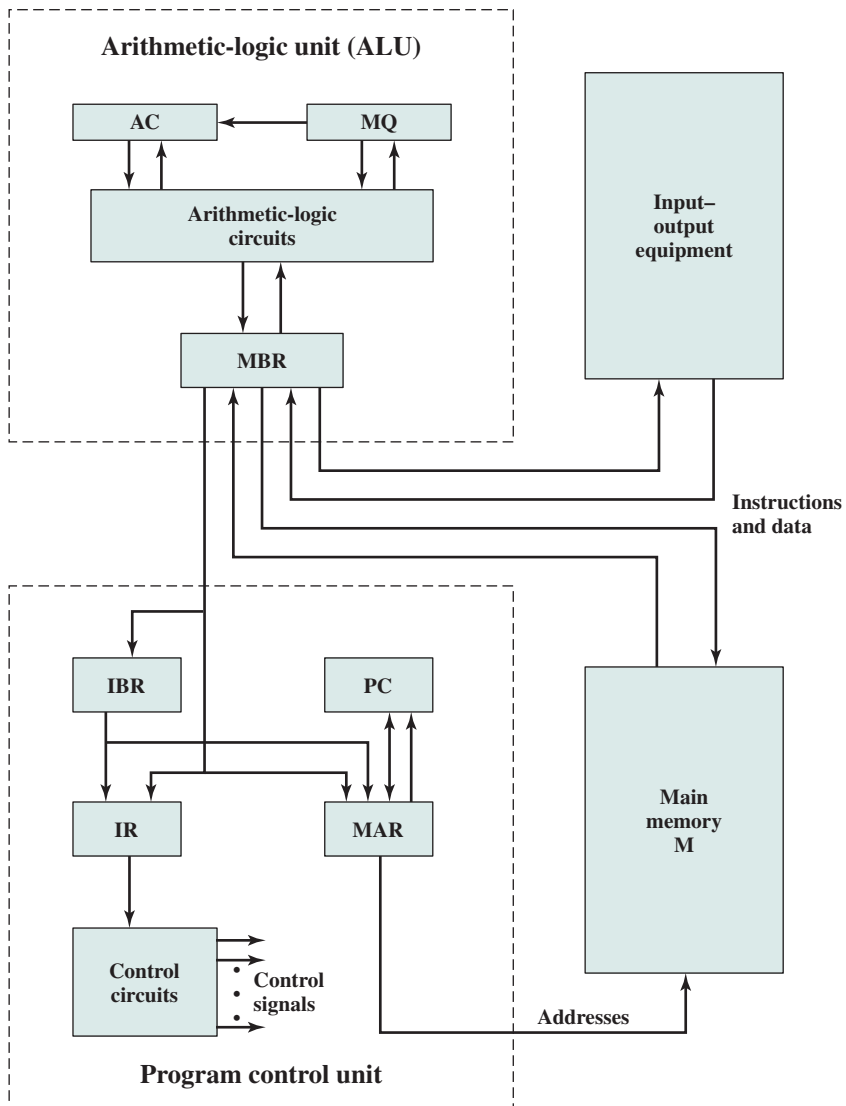 Arithmetic-logic unit (ALU)
AC
MQ
Arithmetic-logic
circuits
MBR
Input–
output
equipment
Instructions
and data
IBR
PC
IR
MAR
Main
memory
M
Control
circuits
Control
signals
Addresses
Program control unit